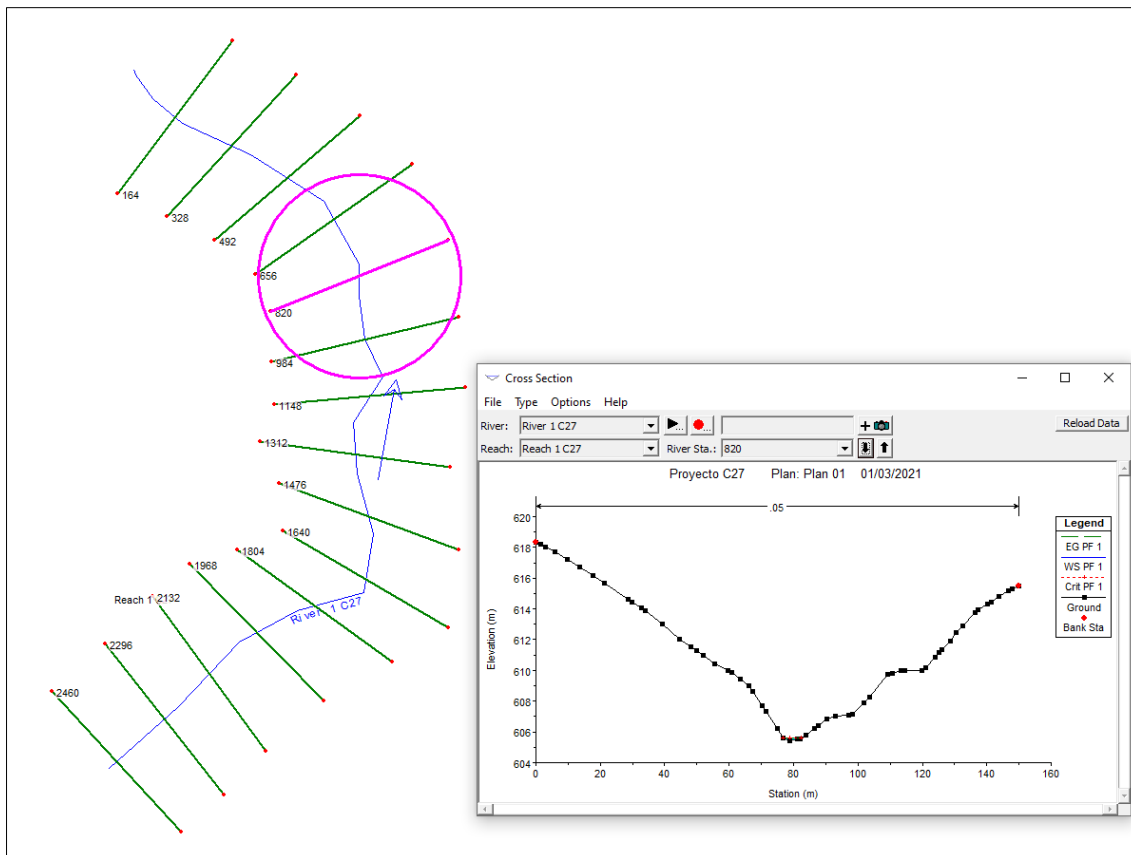 164
328
492
656
820
984
1148
1312
1476
1640
1804
1968
Reach 1 2132
River 1 C27
2296
2460
Cross Section
File Type Options Help
River: River 1 C27 Reload Data
Reach: Reach 1 C27 River Sta.: 820
Proyecto C27 Plan: Plan 01 01/03/2021
.05
620
618
616
614
612
610
608
606
604
Elevation (m)
0 20 40 60 80 100 120 140 160
Station (m)
Legend
EG PF 1
WS PF 1
Crit PF 1
Ground
Bank Sta